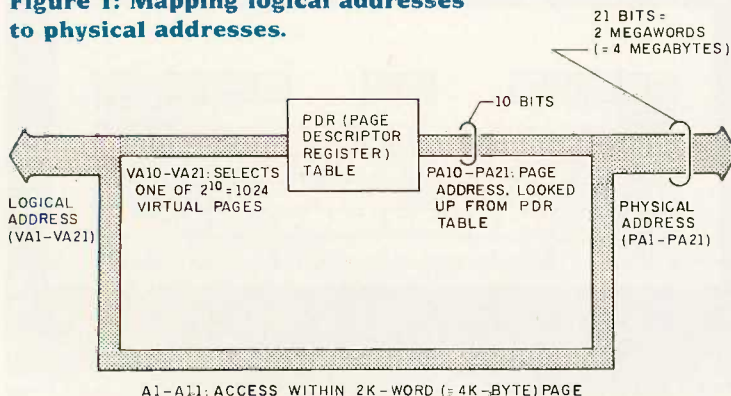 Figure 1: Mapping logical addresses
to physical addresses.
21 BITS =
2 MEGAWORDS
(= 4 MEGABYTES)
10 BITS
PDR (PAGE
DESCRIPTOR
REGISTER)
TABLE
VA10-VA21: SELECTS
ONE OF 2¹⁰ = 1024
VIRTUAL PAGES
PA10-PA21: PAGE
ADDRESS, LOOKED
UP FROM PDR
TABLE
LOGICAL
ADDRESS
(VA1-VA21)
PHYSICAL
ADDRESS
(PA1-PA21)
A1-A11: ACCESS WITHIN 2K-WORD (= 4K-BYTE) PAGE